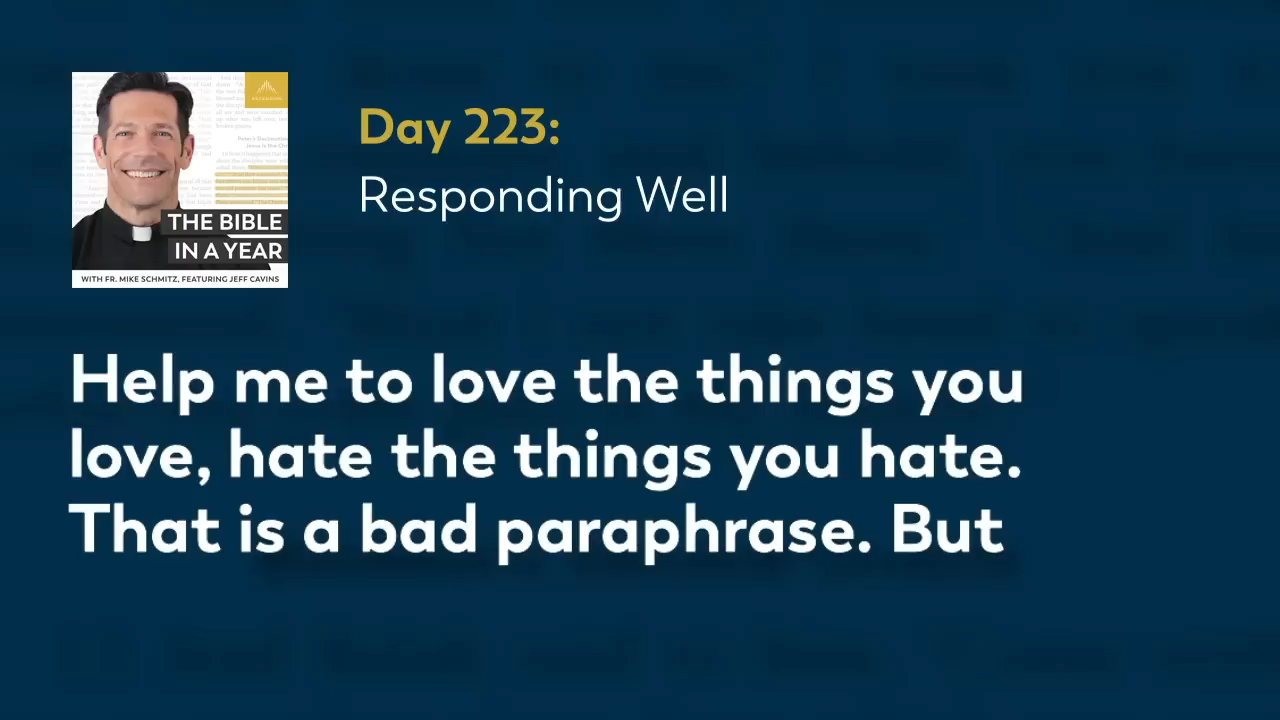 THE BIBLE
IN A YEAR
WITH FR. MIKE SCHMITZ, FEATURING JEFF CAVINS
Day 223:
Responding Well
Help me to love the things you
love, hate the things you hate.
That is a bad paraphrase. But